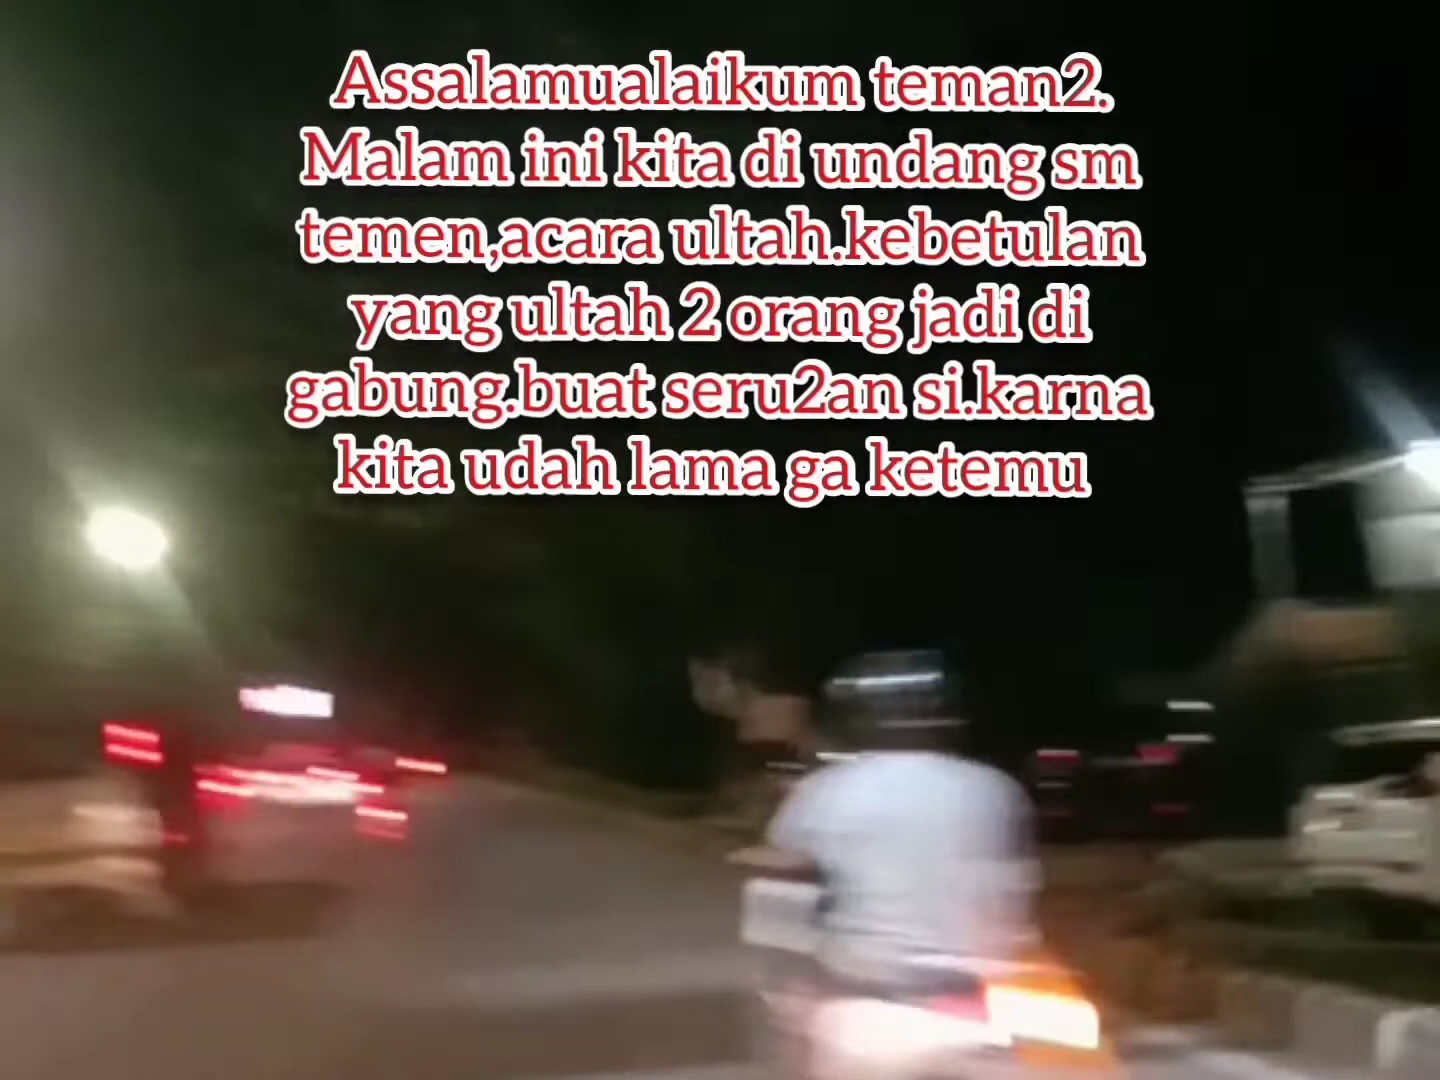 Assalamualaikum teman2.
Malam ini kita di undang sm
temen,acara ultah.kebetulan
yang ultah 2 orang jadi di
gabung.buat seru2an si.karna
kita udah lama ga ketemu